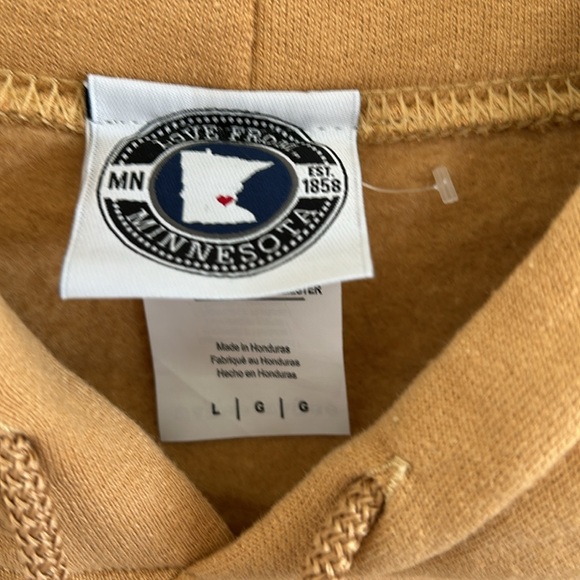 LOVE FROM
MN
EST.
1858
MINNESOTA
Made in Honduras
Fabriqué au Honduras
Hecho en Honduras
L | G | G